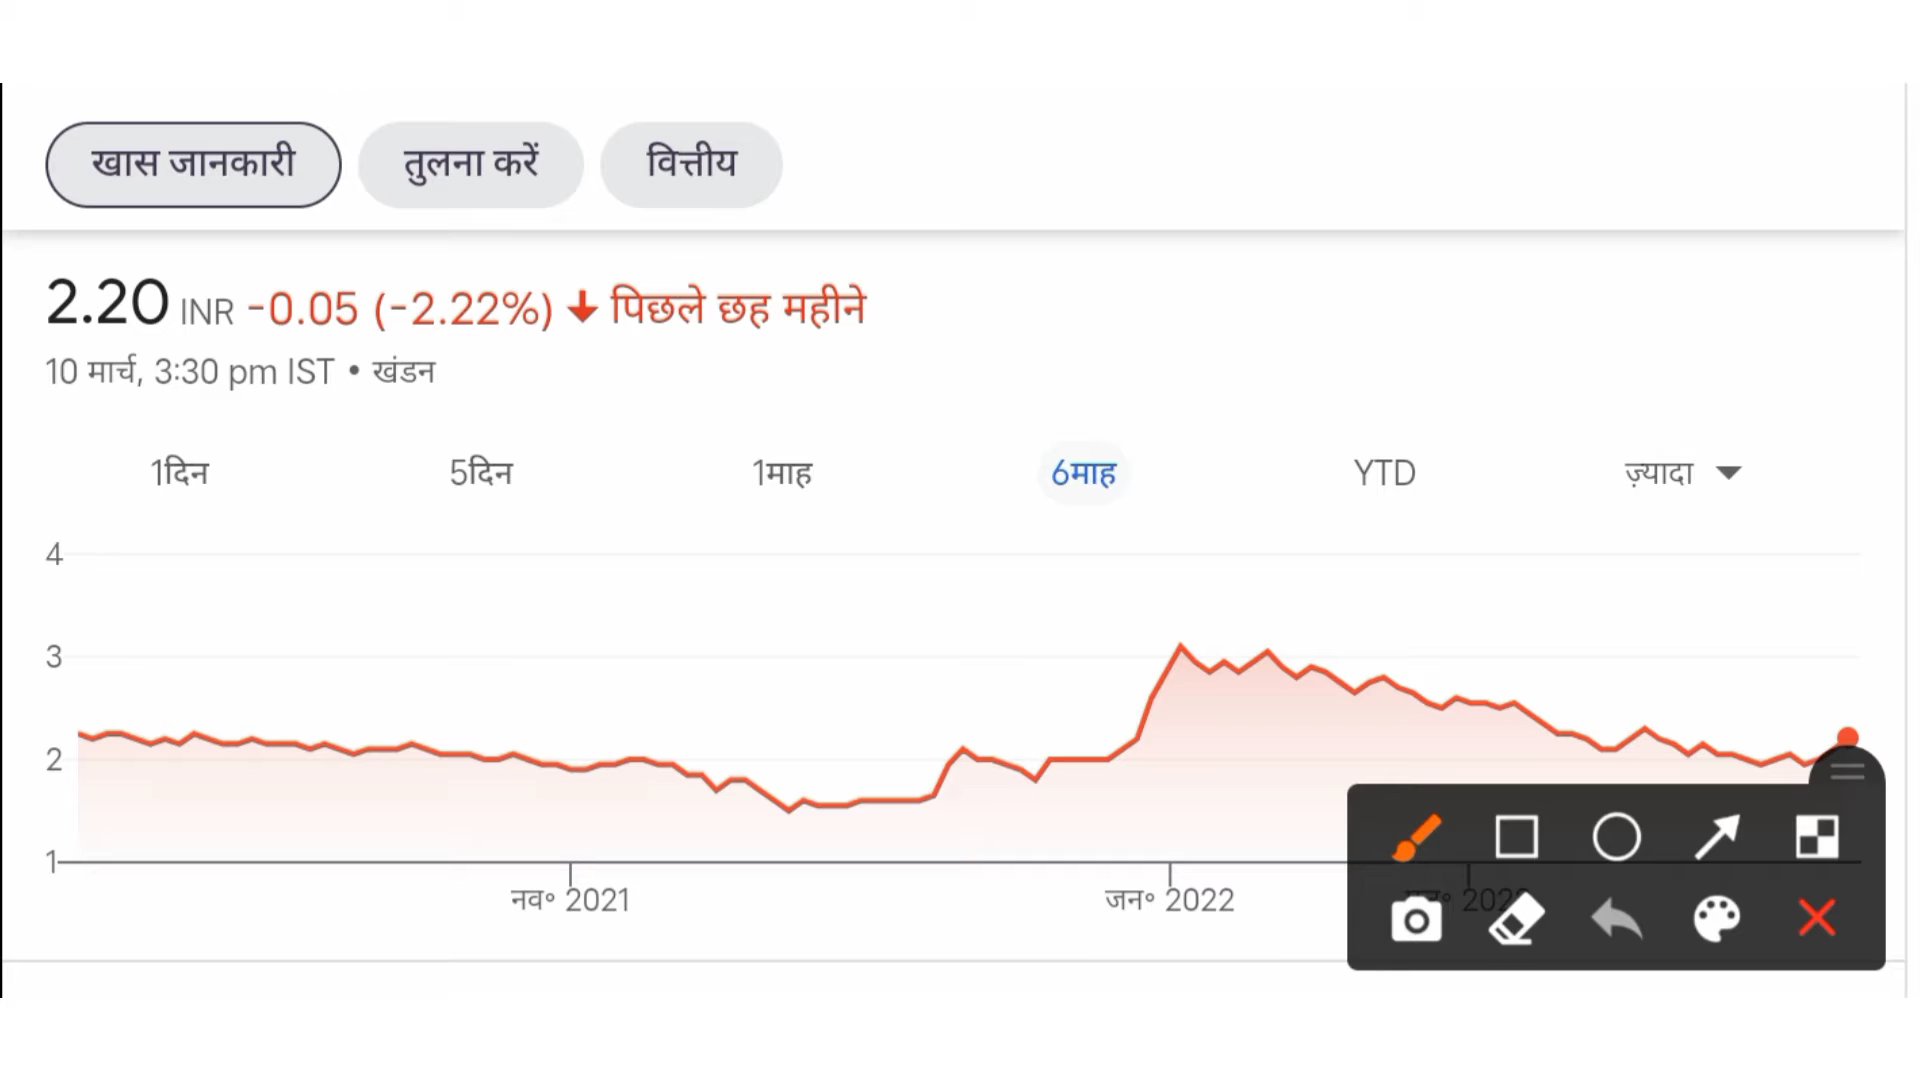 खास जानकारी
तुलना करें
वित्तीय
2.20 INR -0.05 (-2.22%) ↓ पिछले छह महीने
10 मार्च, 3:30 pm IST • खंडन
1दिन
5दिन
1माह
6माह
YTD
ज़्यादा
4
3
2
1
नव॰ 2021
जन॰ 2022